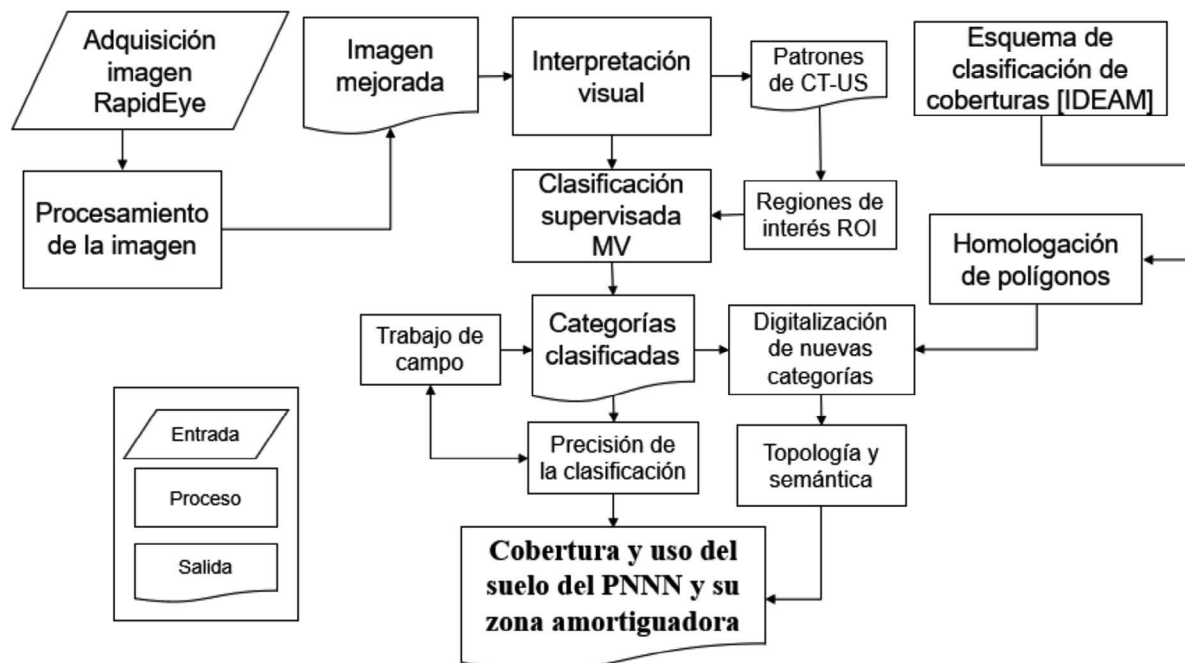 Adquisición
imagen
RapidEye
Imagen
mejorada
Interpretación
visual
Patrones
de CT-US
Esquema de
clasificación de
coberturas [IDEAM]
Procesamiento
de la imagen
Clasificación
supervisada
MV
Regiones de
interés ROI
Homologación
de polígonos
Trabajo de
campo
Categorías
clasificadas
Digitalización
de nuevas
categorías
Entrada
Proceso
Salida
Precisión de
la clasificación
Topología y
semántica
Cobertura y uso del
suelo del PNNN y su
zona amortiguadora